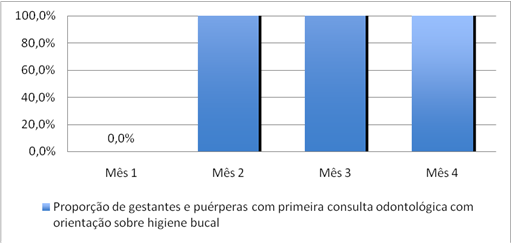 100,0%
80,0%
60,0%
40,0%
20,0%
0,0%
0,0%
Mês 1 Mês 2 Mês 3 Mês 4
Proporção de gestantes e puérperas com primeira consulta odontológica com
orientação sobre higiene bucal